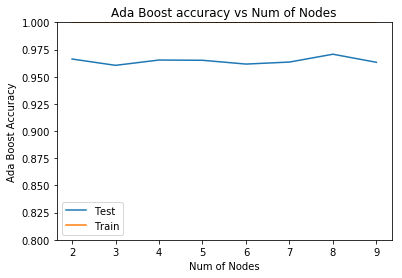 Ada Boost accuracy vs Num of Nodes
1.000
0.975
0.950
0.925
0.900
0.875
0.850
0.825
0.800
Ada Boost Accuracy
Test
Train
2 3 4 5 6 7 8 9
Num of Nodes